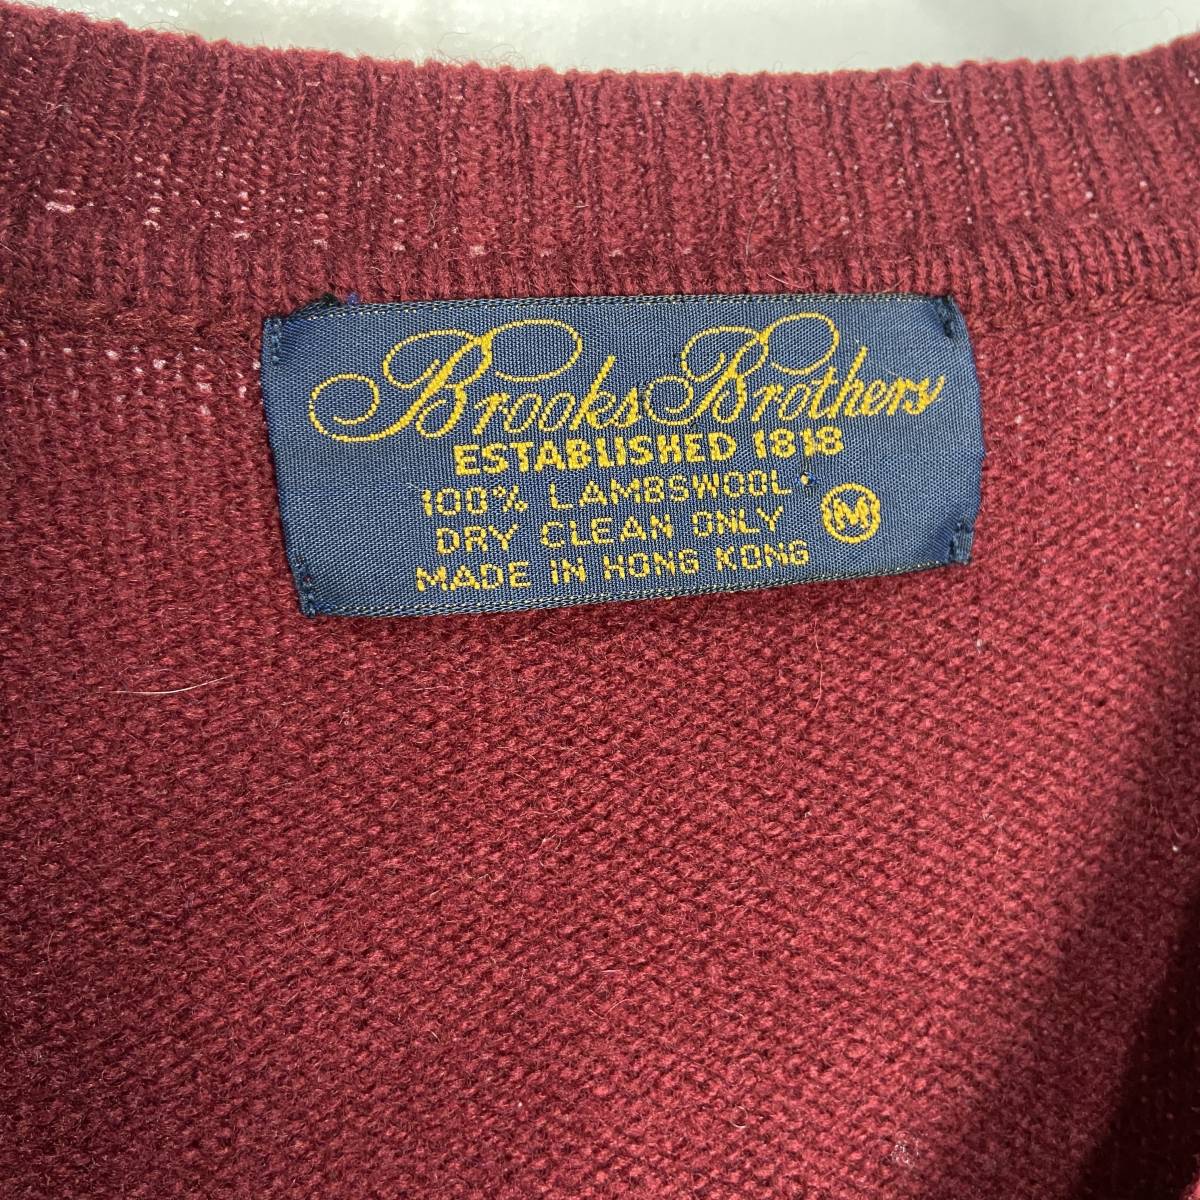 Brooks Brothers
ESTABLISHED 1818
100% LAMBSWOOL
DRY CLEAN ONLY
MADE IN HONG KONG
M